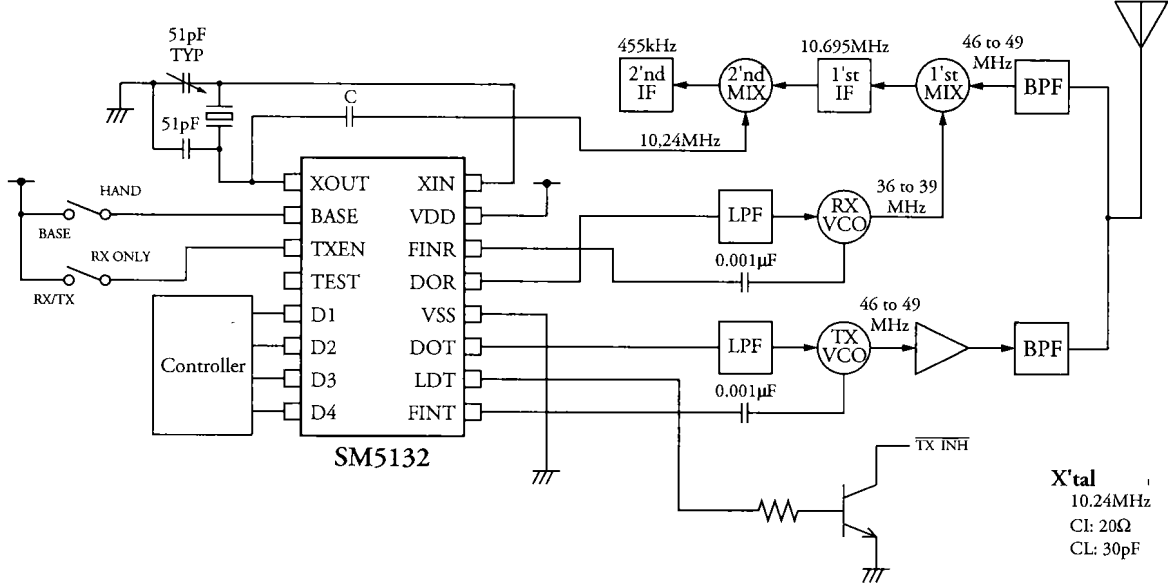 51pF
TYP
51pF
C
455kHz
2'nd
IF
2'nd
MIX
10.695MHz
1'st
IF
1'st
MIX
46 to 49
MHz
BPF
10,24MHz
36 to 39
MHz
HAND
BASE
RX ONLY
RX/TX
Controller
XOUT
BASE
TXEN
TEST
D1
D2
D3
D4
XIN
VDD
FINR
DOR
VSS
DOT
LDT
FINT
SM5132
LPF
RX
VCO
0.001μF
LPF
TX
VCO
0.001μF
46 to 49
MHz
BPF
TX INH
X'tal
10.24MHz
CI: 20Ω
CL: 30pF